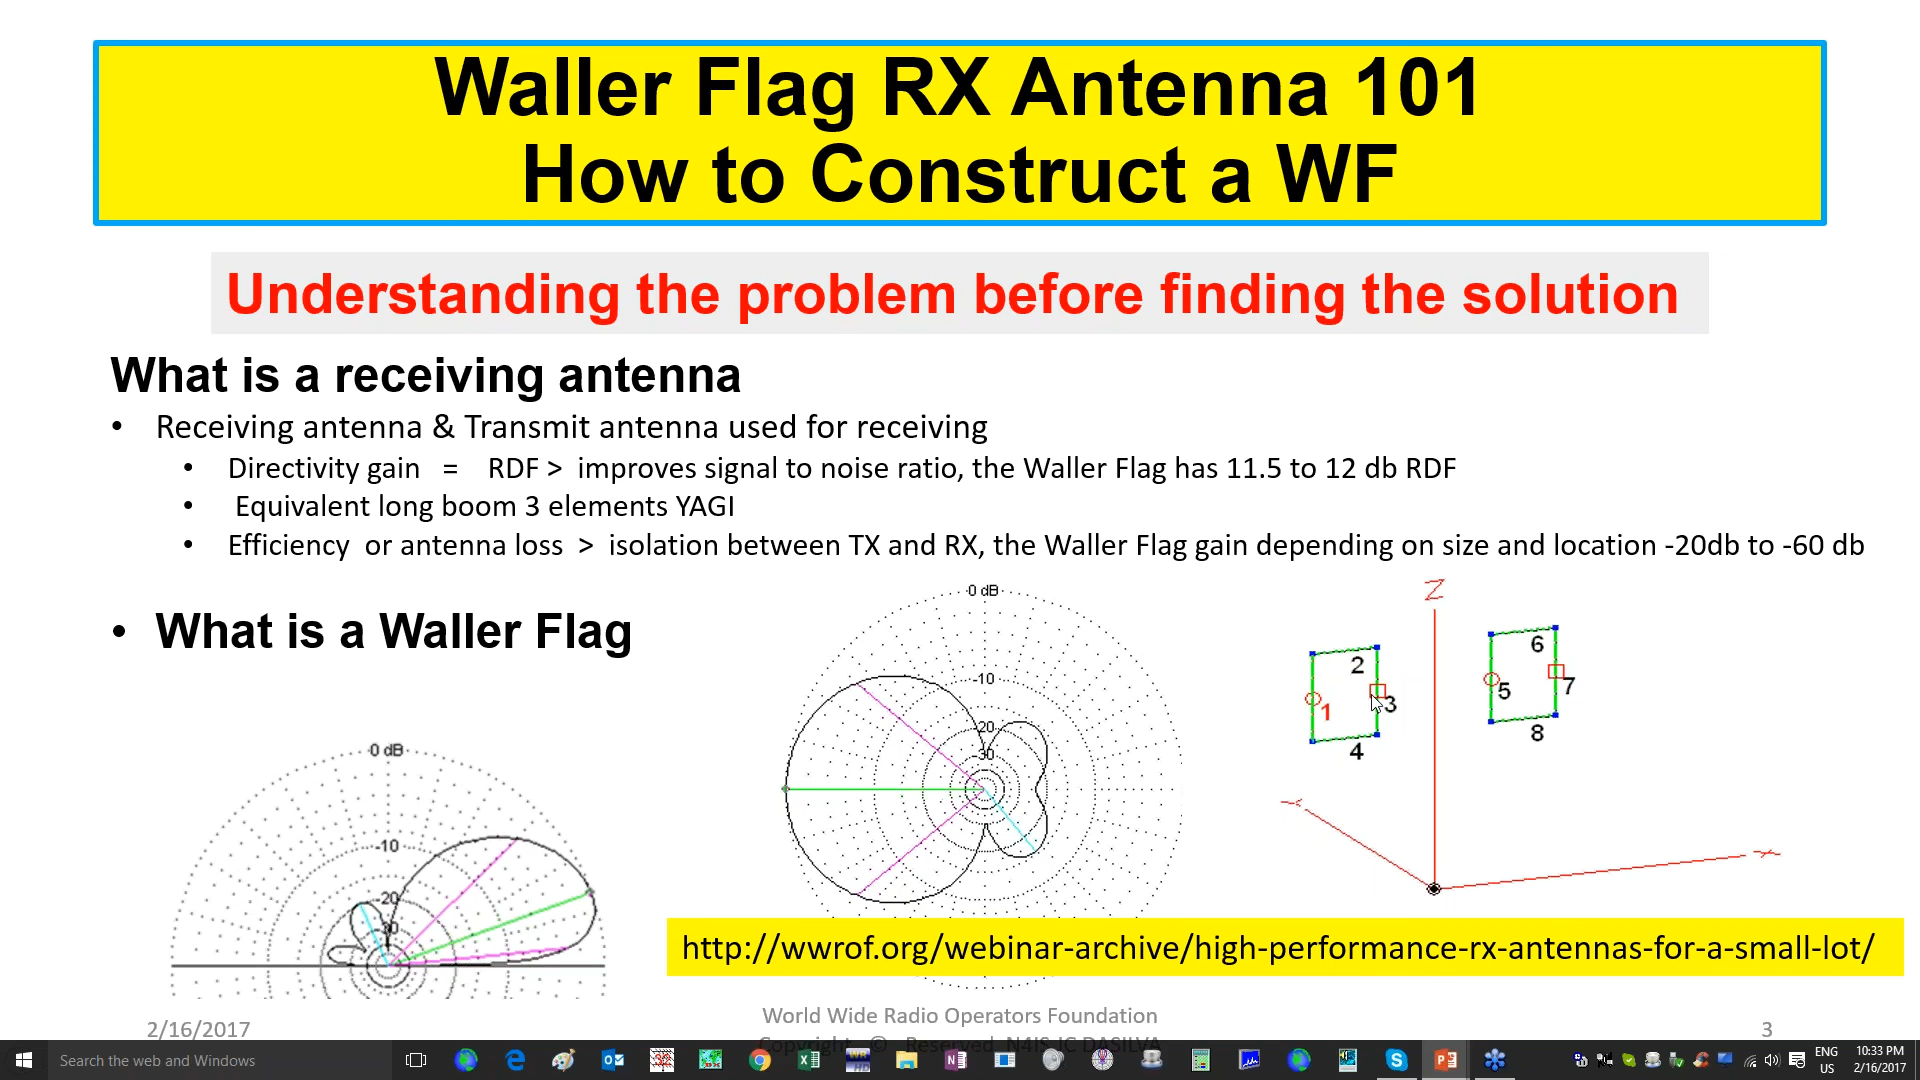 Waller Flag RX Antenna 101
How to Construct a WF
Understanding the problem before finding the solution
What is a receiving antenna
• Receiving antenna & Transmit antenna used for receiving
• Directivity gain = RDF > improves signal to noise ratio, the Waller Flag has 11.5 to 12 db RDF
• Equivalent long boom 3 elements YAGI
• Efficiency or antenna loss > isolation between TX and RX, the Waller Flag gain depending on size and location -20db to -60 db
• What is a Waller Flag
0 dB
-10
-20
-30
0 dB
-10
-20
-30
Z
Y
X
1
2
3
4
5
6
7
8
http://wwrof.org/webinar-archive/high-performance-rx-antennas-for-a-small-lot/
2/16/2017
World Wide Radio Operators Foundation
Copyright © Reserved N4IS JC DASILVA
3
Search the web and Windows
ENG
US
10:33 PM
2/16/2017